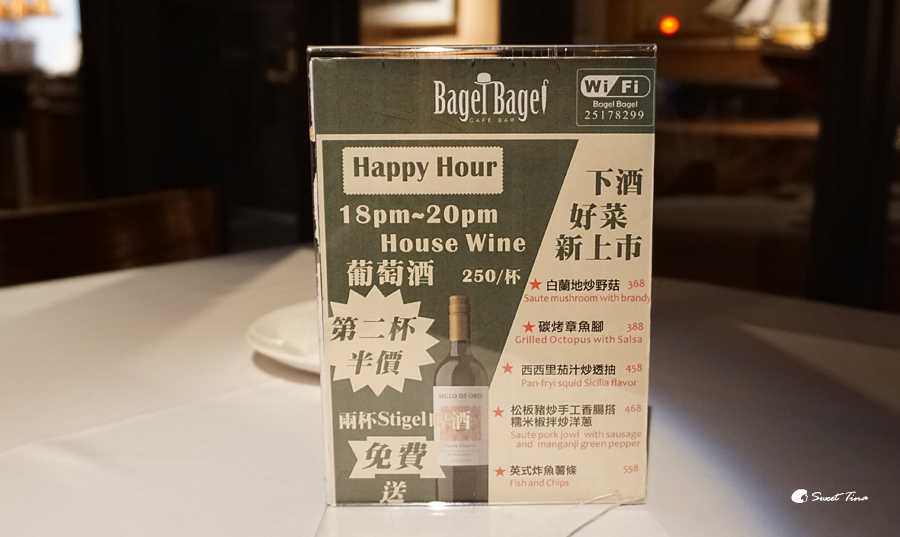 Bagel Bagel
CAFÉ BAR
Wi Fi
Bagel Bagel
25178299
Happy Hour
18pm~20pm
House Wine
葡萄酒 250/杯
第二杯
半價
兩杯Stigel 酒
免費
送
SIGLO DE ORO
下酒
好菜
新上市
★ 白蘭地炒野菇 368
Saute mushroom with brandy
★ 碳烤章魚腳 388
Grilled Octopus with Salsa
★ 西西里茄汁炒透抽 458
Pan-fryi squid Sicilia flavor
★ 松板豬炒手工香腸搭 468
糯米椒拌炒洋蔥
Saute pork jowl with sausage
and manganji green pepper
★ 英式炸魚薯條 558
Fish and Chips
Sweet Tina